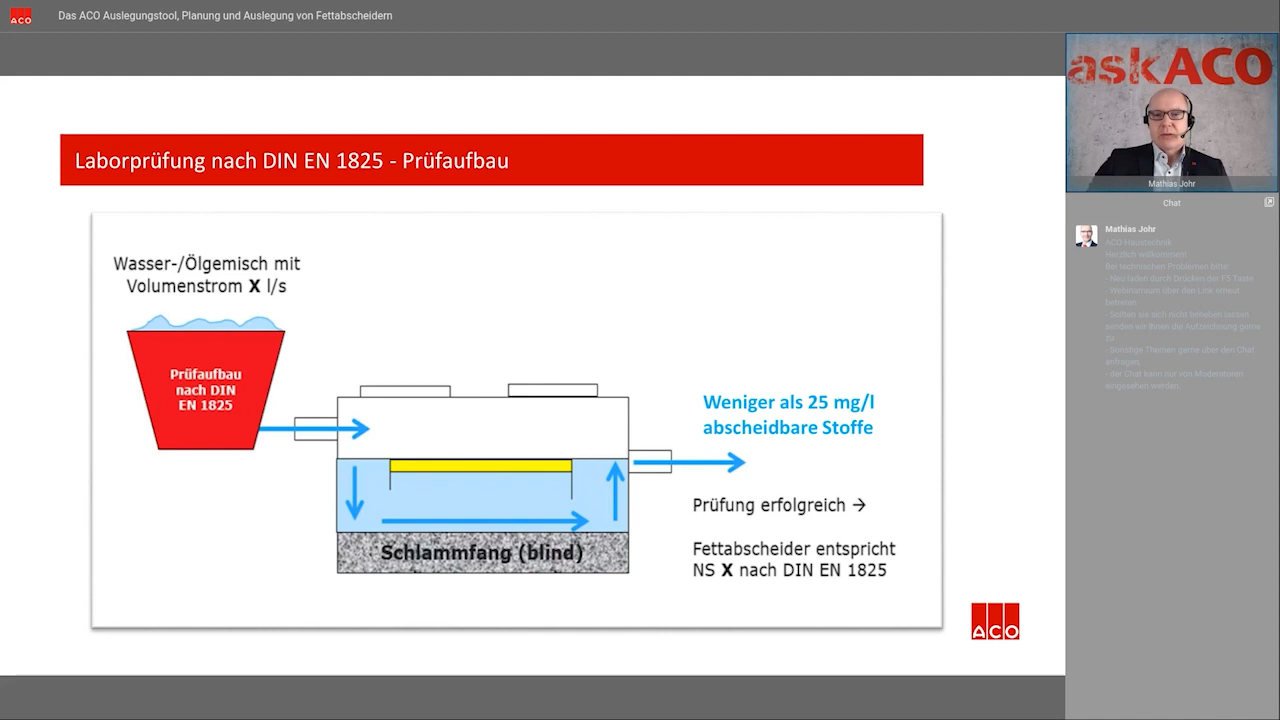 ACO
Das ACO Auslegungstool, Planung und Auslegung von Fettabscheidern
askACO
Mathias Johr
Laborprüfung nach DIN EN 1825 - Prüfaufbau
Wasser-/Ölgemisch mit
Volumenstrom X l/s
Prüfaufbau
nach DIN
EN 1825
Weniger als 25 mg/l
abscheidbare Stoffe
Prüfung erfolgreich →
Schlammfang (blind)
Fettabscheider entspricht
NS X nach DIN EN 1825
ACO
Chat
Mathias Johr
ACO Haustechnik
Herzlich willkommen!
Bei technischen Problemen bitte:
- Neu laden durch Drücken der F5 Taste
- Webinarraum über den Link erneut
betreten
- Sollten sie sich nicht beheben lassen
senden wir Ihnen die Aufzeichnung gerne
zu.
- Sonstige Themen gerne über den Chat
anfragen,
- der Chat kann nur von Moderatoren
eingesehen werden.